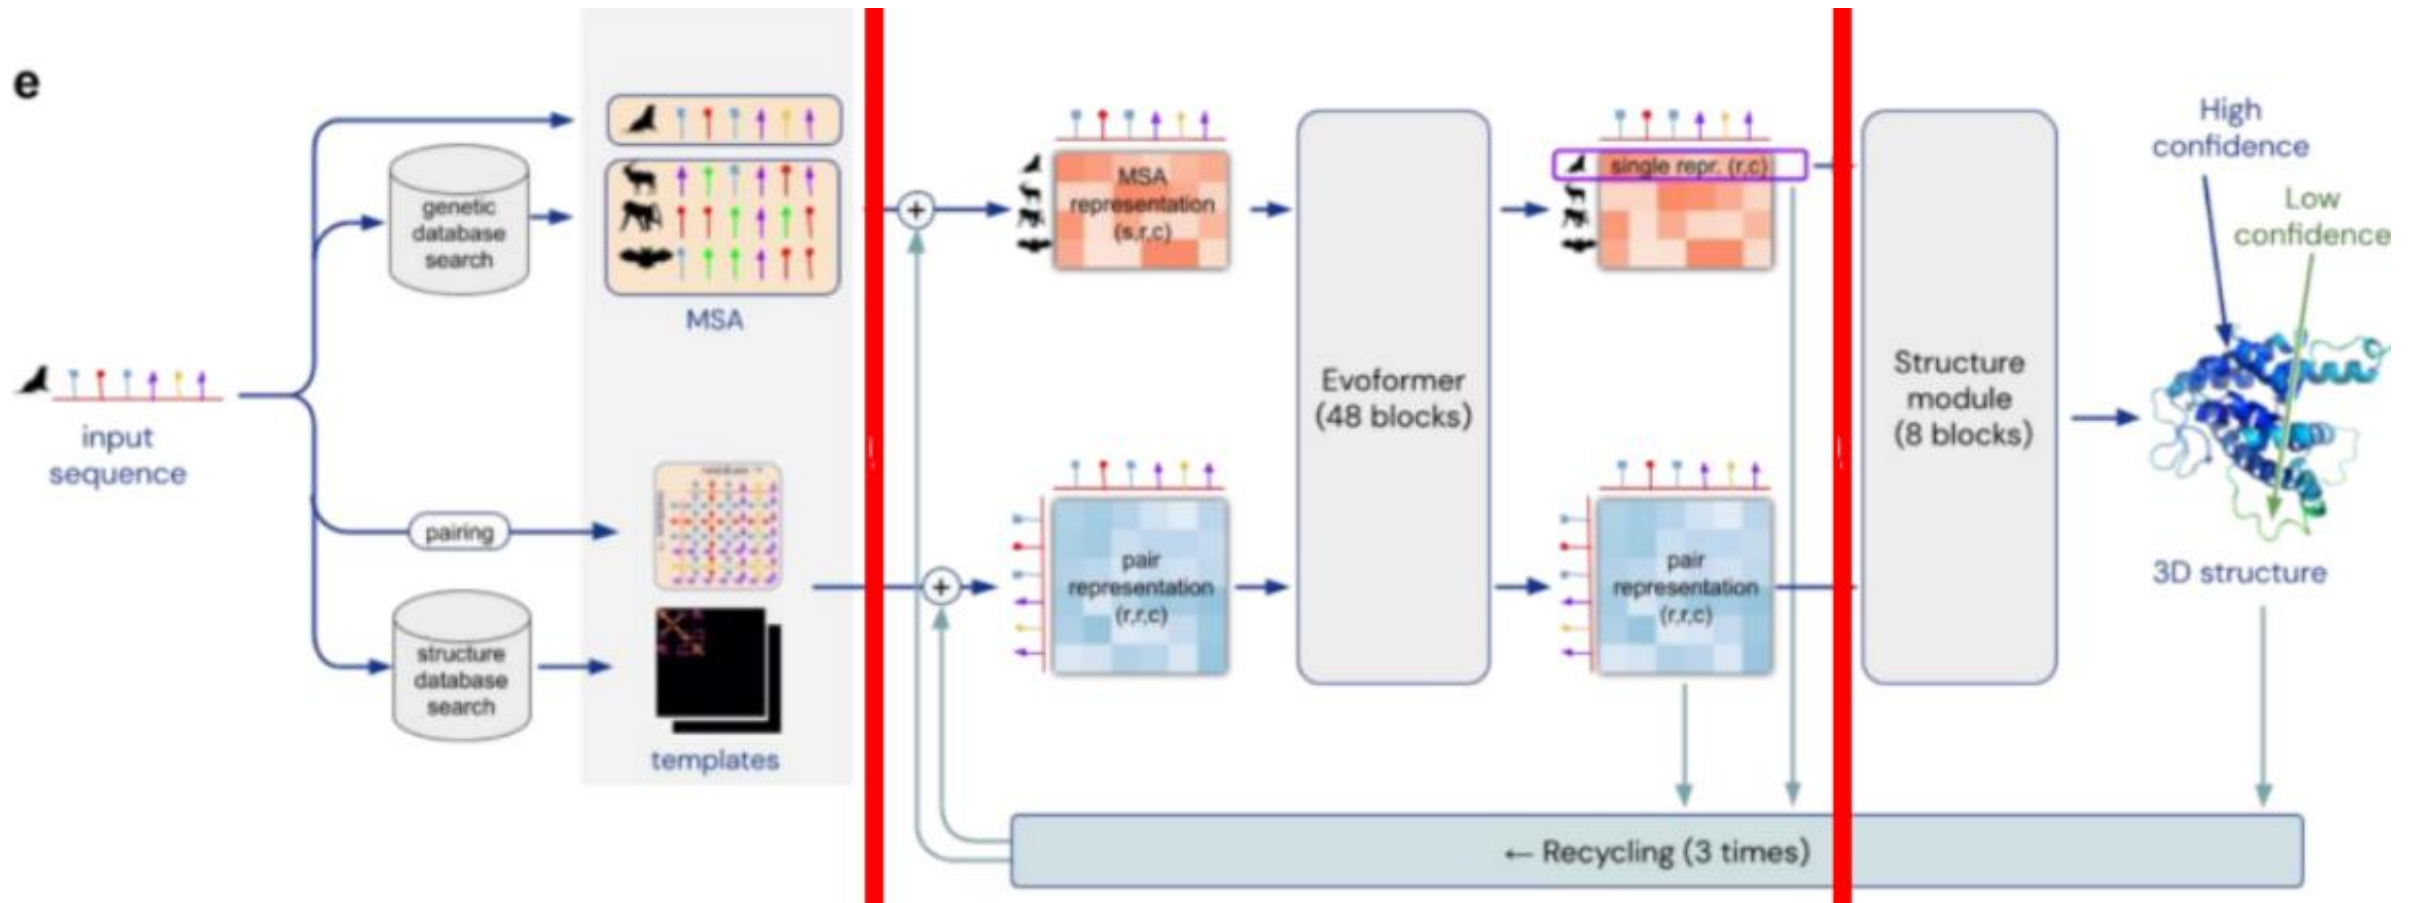 e
input
sequence
genetic
database
search
pairing
structure
database
search
MSA
templates
MSA
representation
(s,r,c)
pair
representation
(r,r,c)
Evoformer
(48 blocks)
single repr. (r,c)
pair
representation
(r,r,c)
Structure
module
(8 blocks)
High
confidence
Low
confidence
3D structure
← Recycling (3 times)